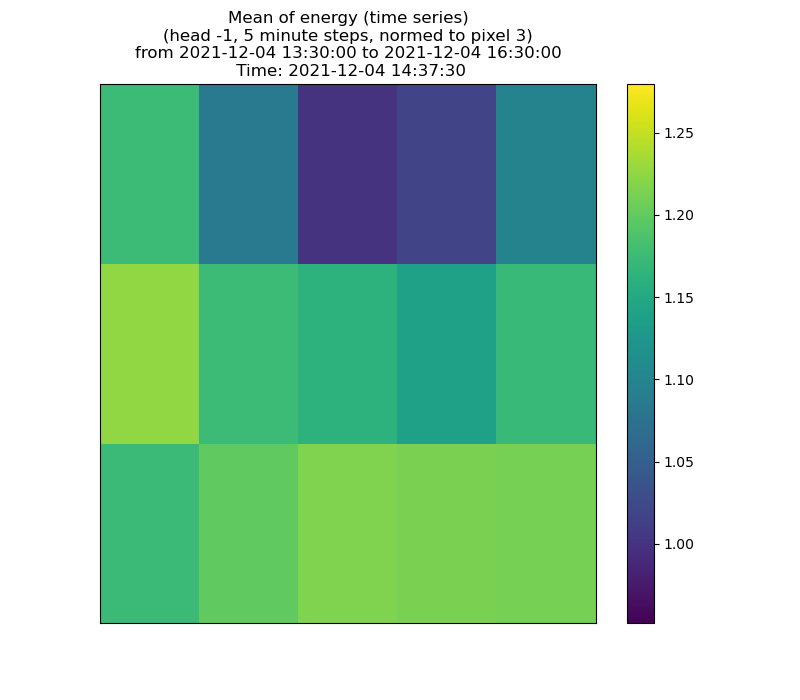 Mean of energy (time series)
(head -1, 5 minute steps, normed to pixel 3)
from 2021-12-04 13:30:00 to 2021-12-04 16:30:00
Time: 2021-12-04 14:37:30
1.25
1.20
1.15
1.10
1.05
1.00